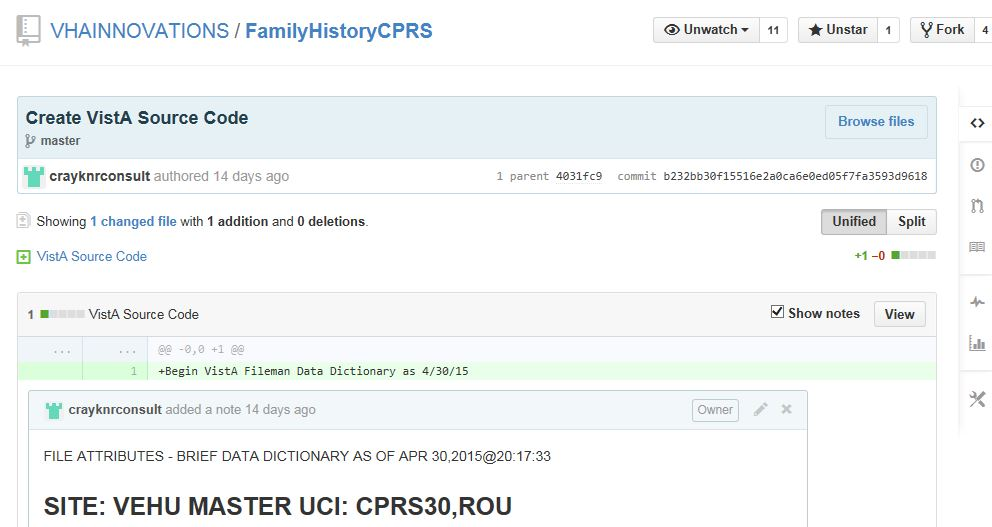 VHAINNOVATIONS / FamilyHistoryCPRS
Unwatch 11 Unstar 1 Fork 4
Create VistA Source Code
master
Browse files
crayknrconsult authored 14 days ago 1 parent 4031fc9 commit b232bb30f15516e2a0ca6e0ed05f7fa3593d9618
Showing 1 changed file with 1 addition and 0 deletions.
Unified Split
VistA Source Code +1 −0
1 VistA Source Code Show notes View
... ... @@ -0,0 +1 @@
1 +Begin VistA Fileman Data Dictionary as 4/30/15
crayknrconsult added a note 14 days ago Owner
FILE ATTRIBUTES - BRIEF DATA DICTIONARY AS OF APR 30,2015@20:17:33
SITE: VEHU MASTER UCI: CPRS30,ROU